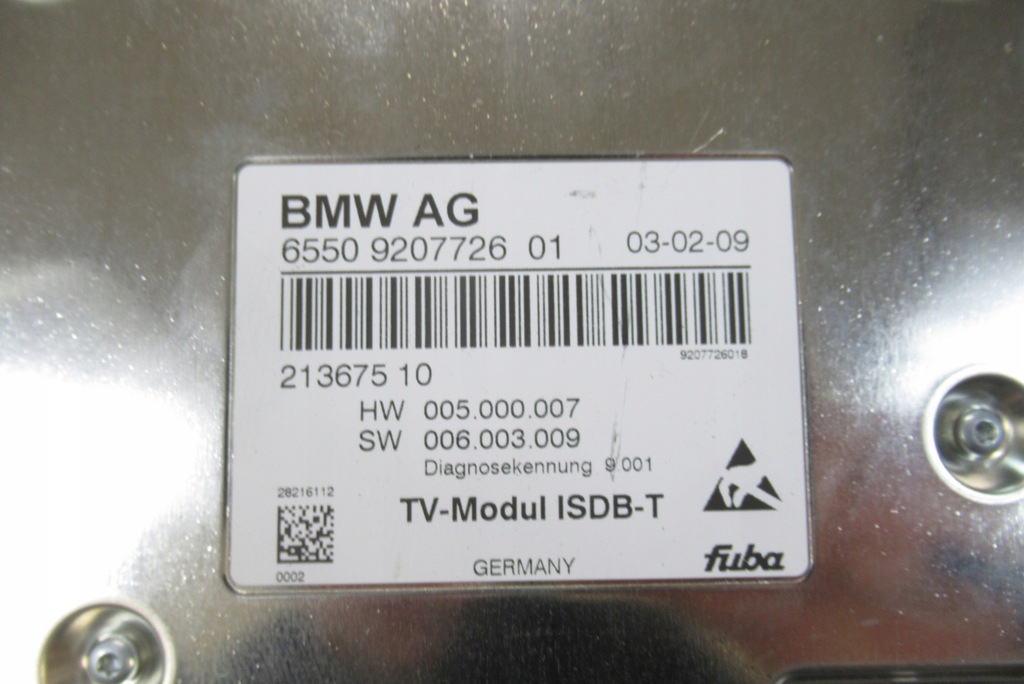 BMW AG
6550 9207726 01 03-02-09
9207726018
213675 10
HW 005.000.007
SW 006.003.009
Diagnosekennung 9 001
28216112
TV-Modul ISDB-T
0002
GERMANY
fuba